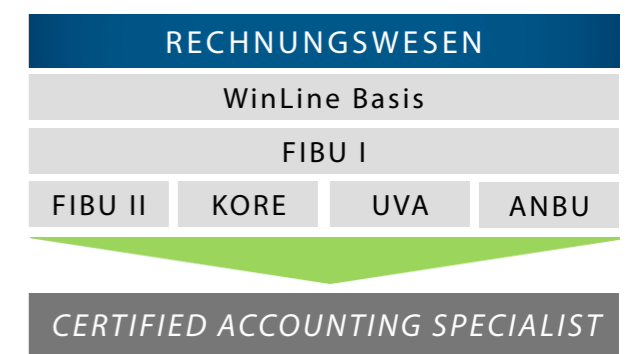 RECHNUNGSWESEN
WinLine Basis
FIBU I
FIBU II KORE UVA ANBU
CERTIFIED ACCOUNTING SPECIALIST